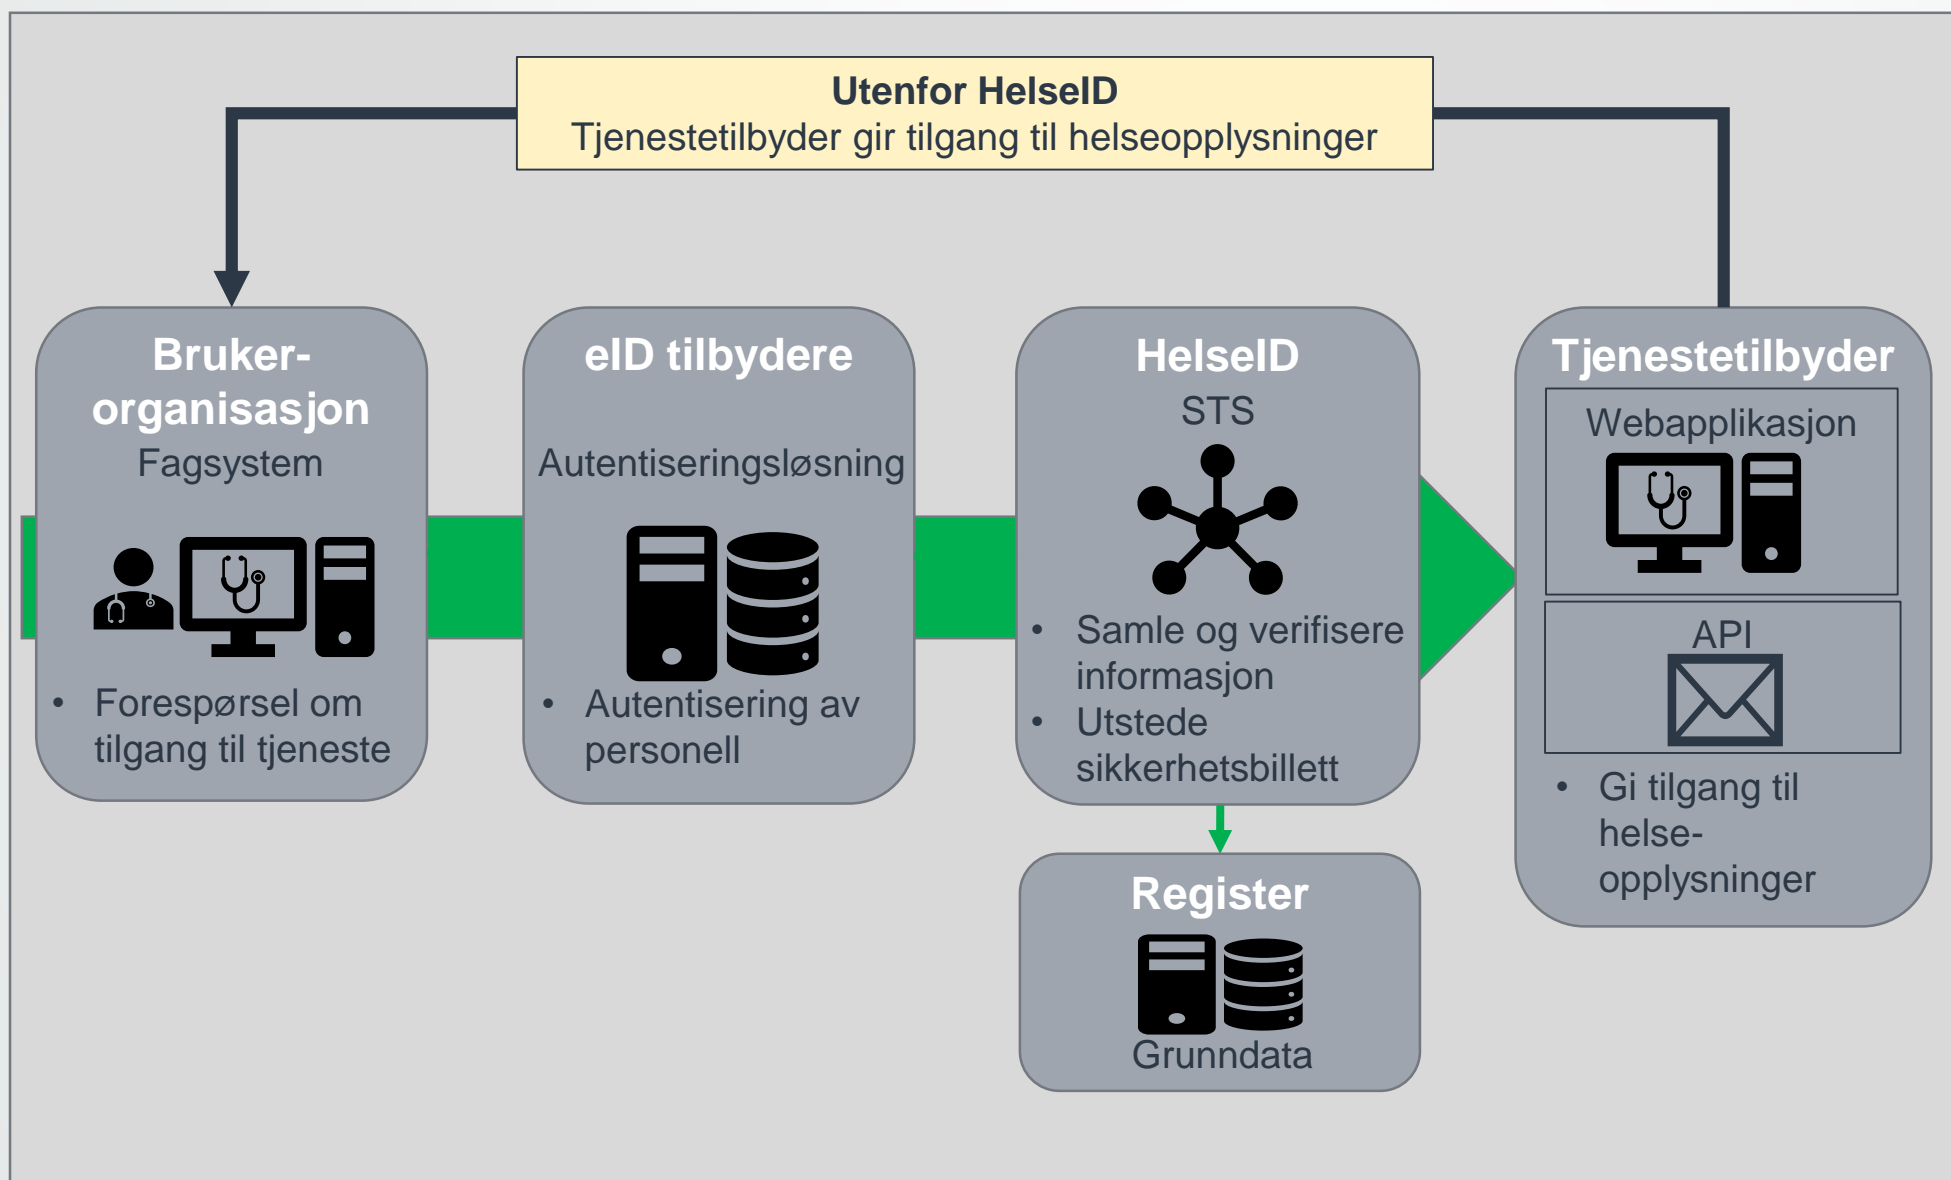 Utenfor HelseID
Tjenestetilbyder gir tilgang til helseopplysninger
Bruker-
organisasjon
Fagsystem
• Forespørsel om
tilgang til tjeneste
eID tilbydere
Autentiseringsløsning
• Autentisering av
personell
HelseID
STS
• Samle og verifisere
informasjon
• Utstede
sikkerhetsbillett
Register
Grunndata
Tjenestetilbyder
Webapplikasjon
API
• Gi tilgang til
helse-
opplysninger